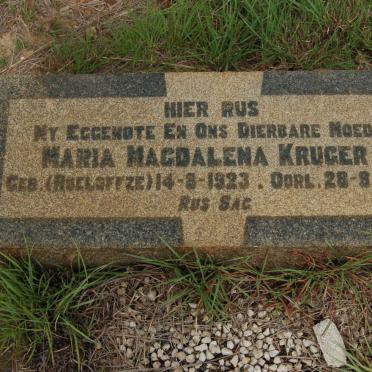 HIER RUS
MY EGGENOTE EN ONS DIERBARE MOED
MARIA MAGDALENA KRUGER
GEB. (ROELOFFZE) 14-8-1923. OORL. 28-8
RUS SAG